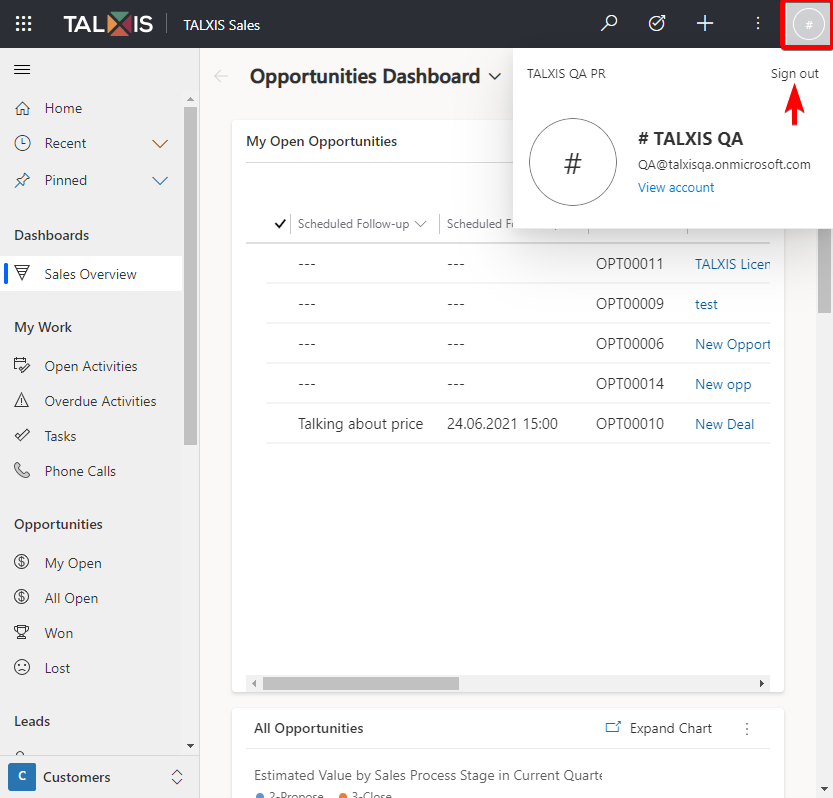 TALXIS TALXIS Sales #
Home
Recent
Pinned
Dashboards
Sales Overview
My Work
Open Activities
Overdue Activities
Tasks
Phone Calls
Opportunities
My Open
All Open
Won
Lost
Leads
C Customers
Opportunities Dashboard
TALXIS QA PR Sign out
#
# TALXIS QA
QA@talxisqa.onmicrosoft.com
View account
My Open Opportunities
Scheduled Follow-up Scheduled
--- --- OPT00011 TALXIS Licen
--- --- OPT00009 test
--- --- OPT00006 New Opport
--- --- OPT00014 New opp
Talking about price 24.06.2021 15:00 OPT00010 New Deal
All Opportunities Expand Chart
Estimated Value by Sales Process Stage in Current Quarte
2-Propose 3-Close